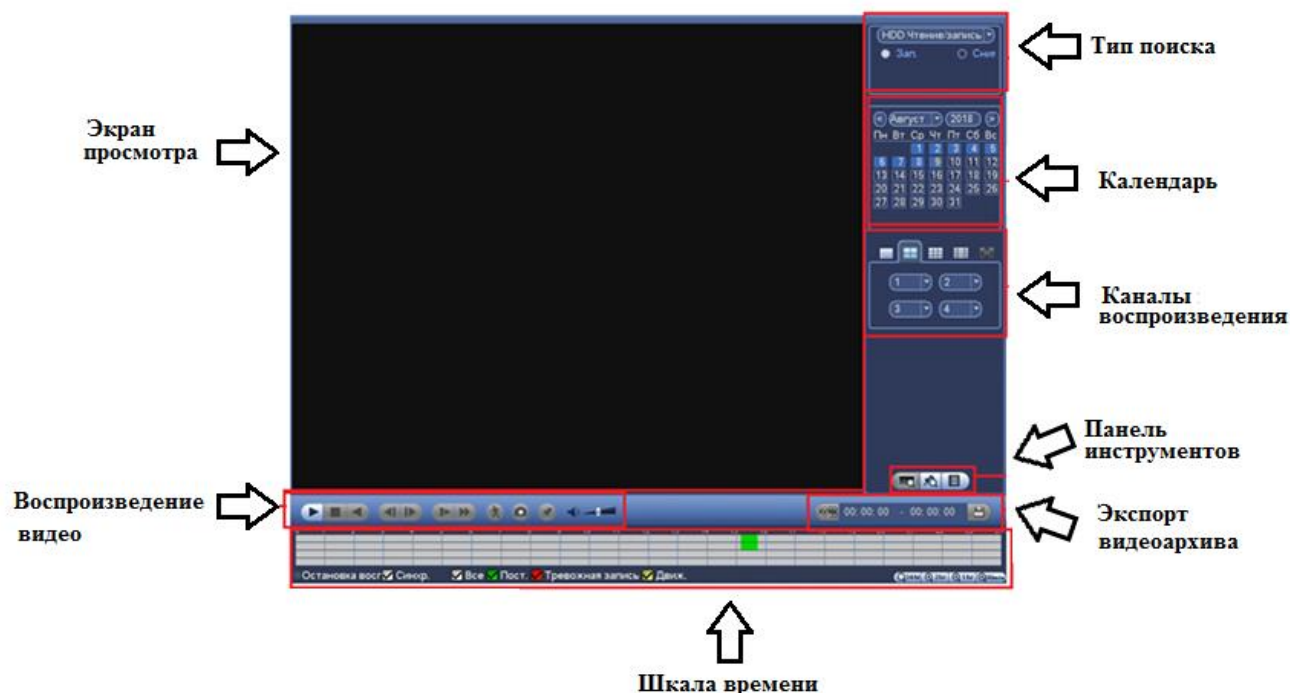 HDD Чтение/запись
Зап.
Тип поиска
Экран
просмотра
Август 2018
Пн Вт Ср Чт Пт Сб Вс
1 2 3 4 5
6 7 8 9 10 11 12
13 14 15 16 17 18 19
20 21 22 23 24 25 26
27 28 29 30 31
Календарь
1 2
3 4
Каналы
воспроизведения
Панель
инструментов
Воспроизведение
видео
00: 00: 00 - 00: 00: 00
Экспорт
видеоархива
Остановка восп Синхр. Все Пост. Тревожная запись Движ.
Шкала времени